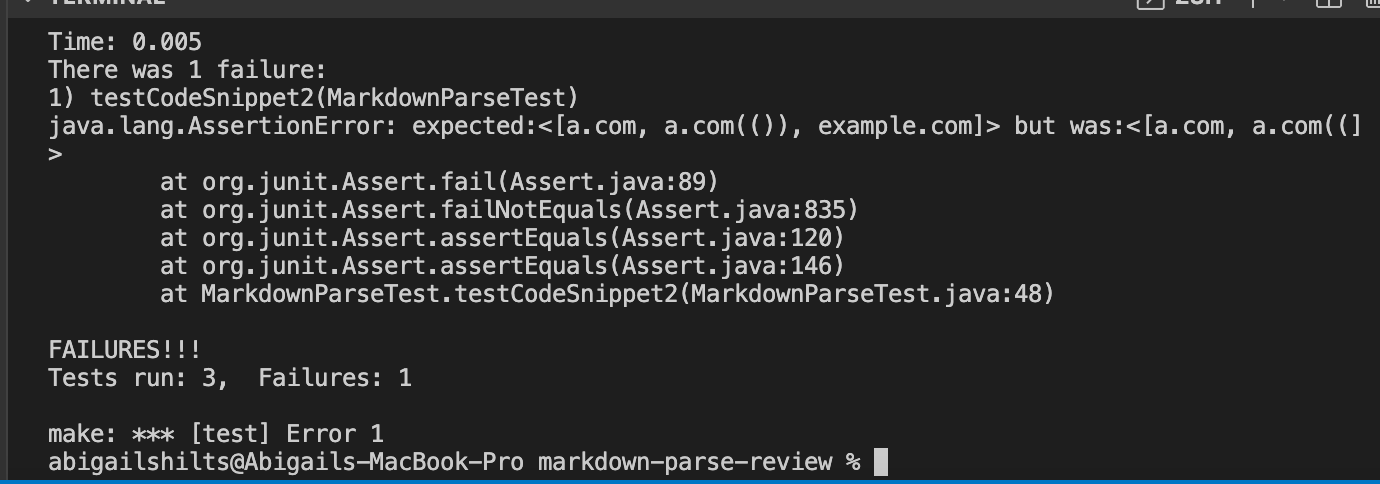 TERMINAL
zsh
Time: 0.005
There was 1 failure:
1) testCodeSnippet2(MarkdownParseTest)
java.lang.AssertionError: expected:<[a.com, a.com(()), example.com]> but was:<[a.com, a.com((]
>
at org.junit.Assert.fail(Assert.java:89)
at org.junit.Assert.failNotEquals(Assert.java:835)
at org.junit.Assert.assertEquals(Assert.java:120)
at org.junit.Assert.assertEquals(Assert.java:146)
at MarkdownParseTest.testCodeSnippet2(MarkdownParseTest.java:48)
FAILURES!!!
Tests run: 3,  Failures: 1
make: *** [test] Error 1
abigailshilts@Abigails-MacBook-Pro markdown-parse-review %